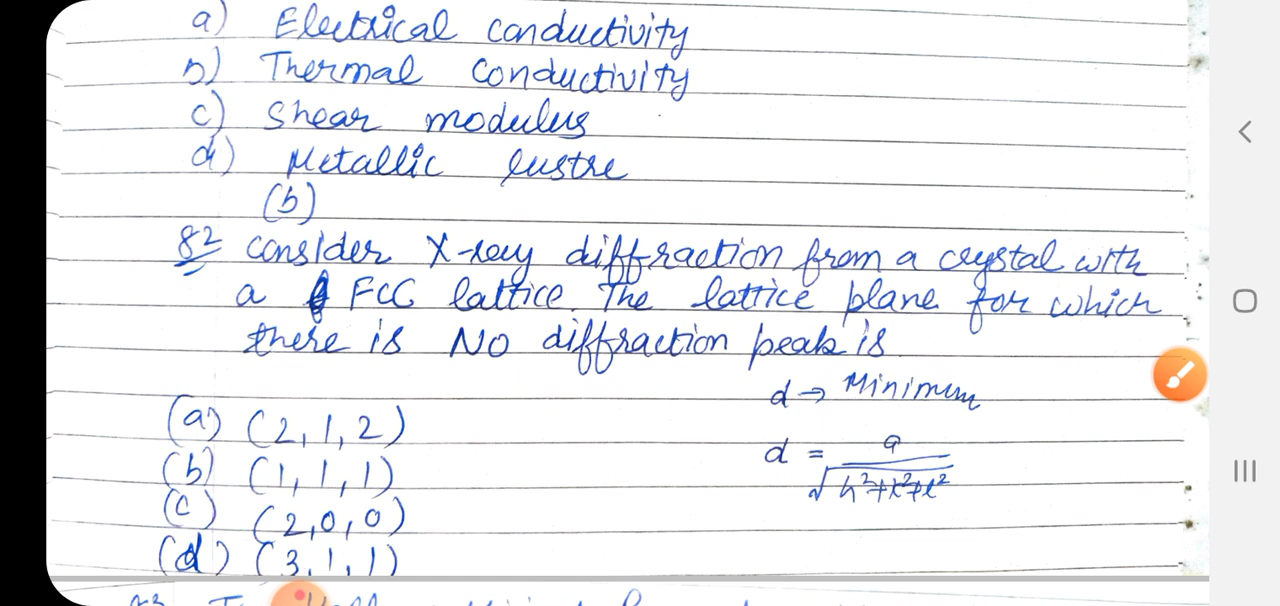 a) Electrical conductivity
b) Thermal conductivity
c) Shear modulus
d) Metallic lustre
(b)
82 consider X-ray diffraction from a crystal with
a FCC lattice. The lattice plane for which
there is NO diffraction peak is
d → Minimum
(a) (2, 1, 2)
d = a / √h²+k²+l²
(b) (1, 1, 1)
(c) (2, 0, 0)
(d) (3, 1, 1)